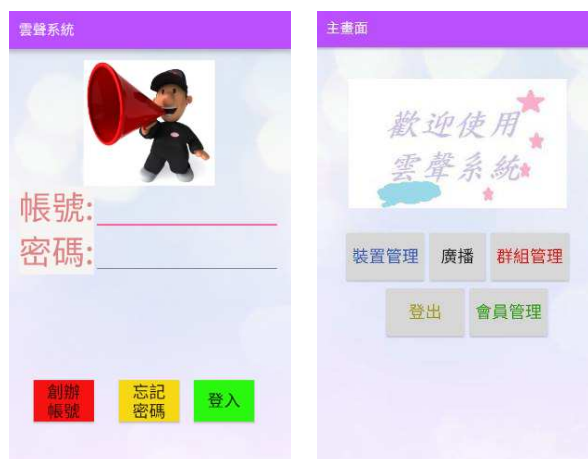 雲聲系統
帳號:
密碼:
創辦
帳號
忘記
密碼
登入
主畫面
歡迎使用
雲聲系統
裝置管理
廣播
群組管理
登出
會員管理